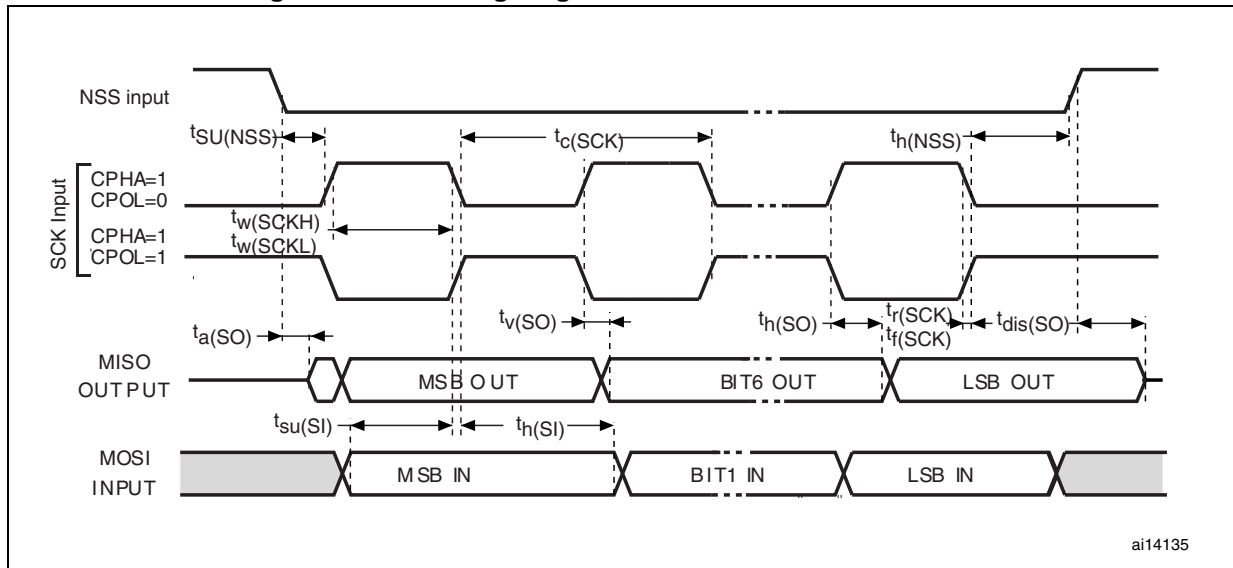 NSS input
tSU(NSS)
tc(SCK)
th(NSS)
SCK Input
CPHA=1
CPOL=0
tw(SCKH)
tw(SCKL)
CPHA=1
CPOL=1
ta(SO)
tv(SO)
th(SO)
tr(SCK)
tf(SCK)
tdis(SO)
MISO
OUTPUT
MSB OUT
BIT6 OUT
LSB OUT
tsu(SI)
th(SI)
MOSI
INPUT
MSB IN
BIT1 IN
LSB IN
ai14135